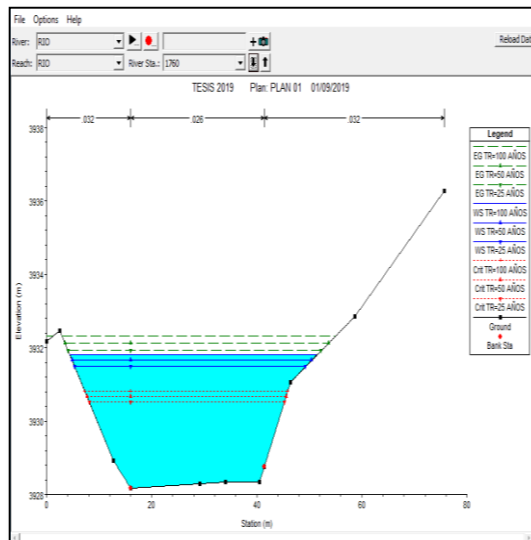 File Options Help
River: RIO
Reload Dat
Reach: RIO River Sta.: 1760
TESIS 2019 Plan: PLAN 01 01/09/2019
.032 .026 .032
3938
3936
3934
3932
3930
3928
Elevation (m)
0 20 40 60 80
Station (m)
Legend
EG TR=100 AÑOS
EG TR=50 AÑOS
EG TR=25 AÑOS
WS TR=100 AÑOS
WS TR=50 AÑOS
WS TR=25 AÑOS
Crit TR=100 AÑOS
Crit TR=50 AÑOS
Crit TR=25 AÑOS
Ground
Bank Sta